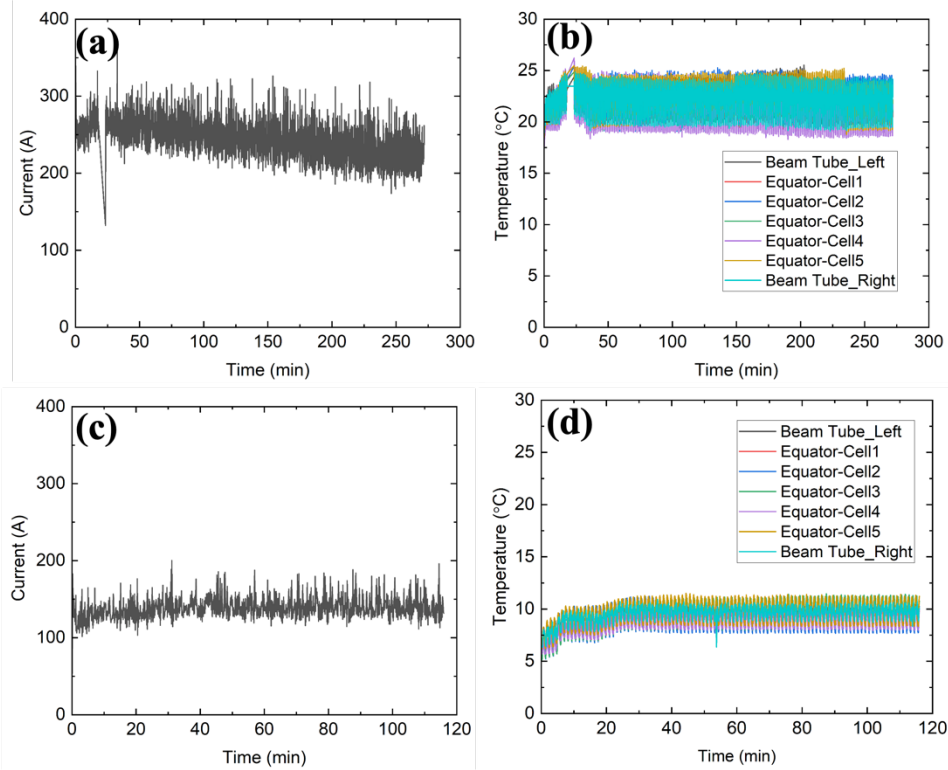 (a)
400
300
200
100
0
Current (A)
0 50 100 150 200 250 300
Time (min)
(b)
30
25
20
15
10
5
0
Temperature (°C)
Beam Tube_Left
Equator-Cell1
Equator-Cell2
Equator-Cell3
Equator-Cell4
Equator-Cell5
Beam Tube_Right
0 50 100 150 200 250 300
Time (min)
(c)
400
300
200
100
0
Current (A)
0 20 40 60 80 100 120
Time (min)
(d)
30
25
20
15
10
5
0
Temperature (°C)
Beam Tube_Left
Equator-Cell1
Equator-Cell2
Equator-Cell3
Equator-Cell4
Equator-Cell5
Beam Tube_Right
0 20 40 60 80 100 120
Time (min)